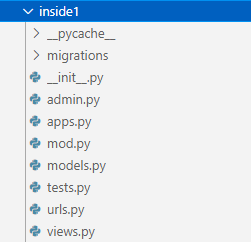 inside1
__pycache__
migrations
__init__.py
admin.py
apps.py
mod.py
models.py
tests.py
urls.py
views.py